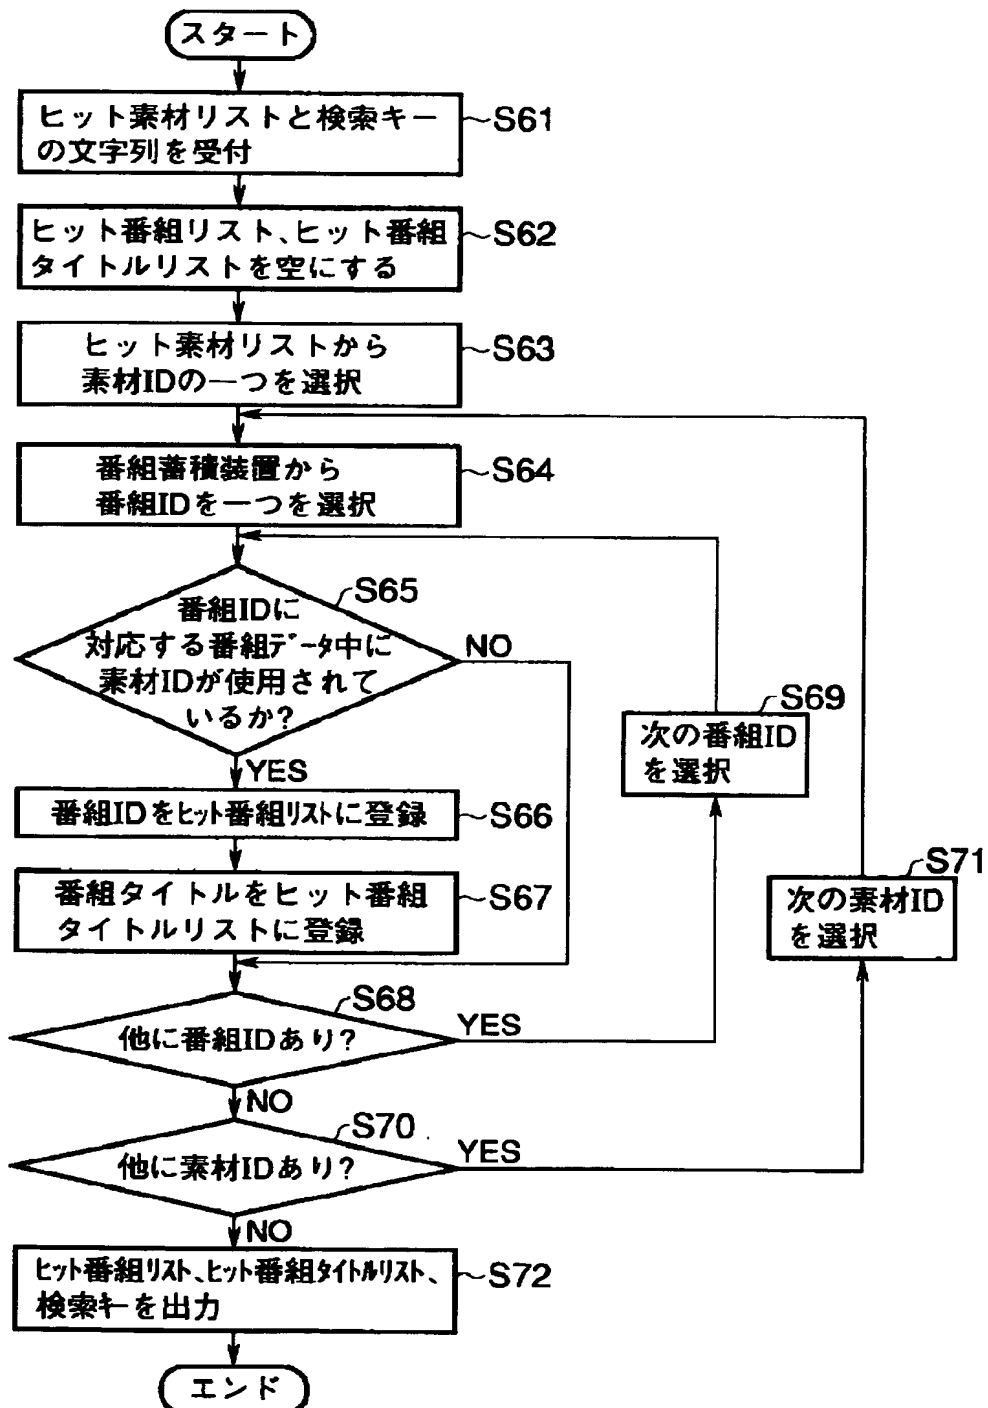 スタート
ヒット素材リストと検索キー
の文字列を受付
S61
ヒット番組リスト、ヒット番組
タイトルリストを空にする
S62
ヒット素材リストから
素材IDの一つを選択
S63
番組蓄積装置から
番組IDを一つを選択
S64
S65
番組IDに
対応する番組データ中に
素材IDが使用されて
いるか?
NO
YES
番組IDをヒット番組リストに登録
S66
番組タイトルをヒット番組
タイトルリストに登録
S67
S68
他に番組IDあり?
YES
NO
S69
次の番組ID
を選択
S70
他に素材IDあり?
YES
NO
S71
次の素材ID
を選択
ヒット番組リスト、ヒット番組タイトルリスト、
検索キーを出力
S72
エンド